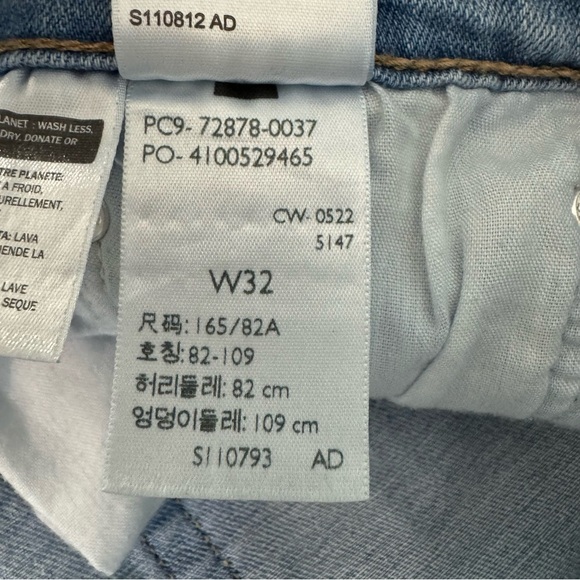 S110812 AD
LANET : WASH LESS,
DRY, DONATE OR
TRE PLANETE:
A FROID,
URELLEMENT,
TA: LAVA
IENDE LA
LAVE
SEQUE
PC9- 72878-0037
PO- 4100529465
CW- 0522
5147
W32
尺码: 165/82A
호칭: 82-109
허리둘레: 82 cm
엉덩이둘레: 109 cm
S110793 AD